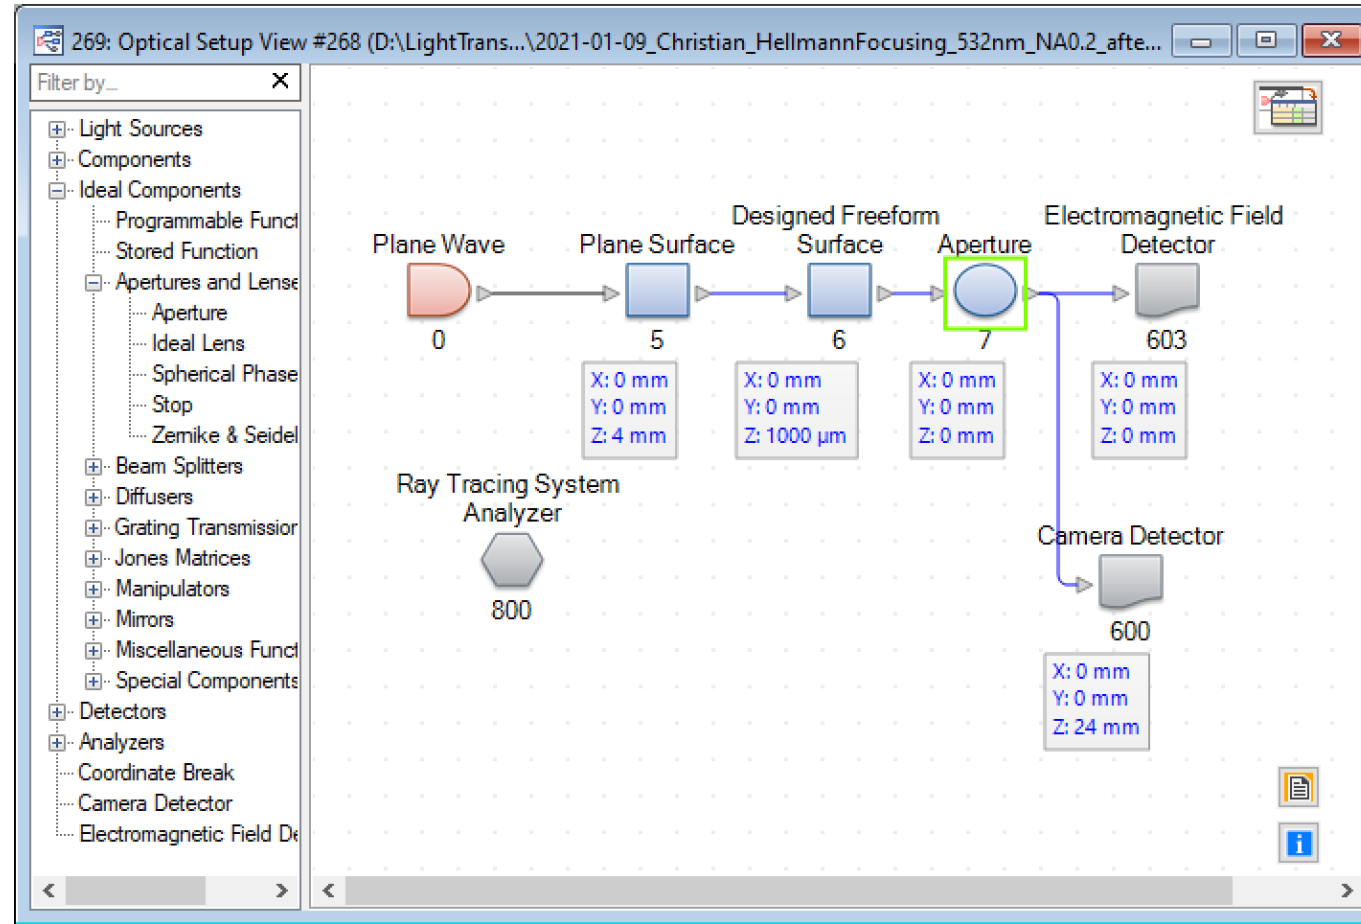 269: Optical Setup View #268 (D:\LightTrans...\2021-01-09_Christian_HellmannFocusing_532nm_NA0.2_afte...
Filter by...
Light Sources
Components
Ideal Components
Programmable Funct
Stored Function
Apertures and Lense
Aperture
Ideal Lens
Spherical Phase
Stop
Zernike & Seidel
Beam Splitters
Diffusers
Grating Transmission
Jones Matrices
Manipulators
Mirrors
Miscellaneous Funct
Special Components
Detectors
Analyzers
Coordinate Break
Camera Detector
Electromagnetic Field De
Plane Wave
0
Plane Surface
5
X: 0 mm
Y: 0 mm
Z: 4 mm
Designed Freeform
Surface
6
X: 0 mm
Y: 0 mm
Z: 1000 µm
Aperture
7
X: 0 mm
Y: 0 mm
Z: 0 mm
Electromagnetic Field
Detector
603
X: 0 mm
Y: 0 mm
Z: 0 mm
Ray Tracing System
Analyzer
800
Camera Detector
600
X: 0 mm
Y: 0 mm
Z: 24 mm